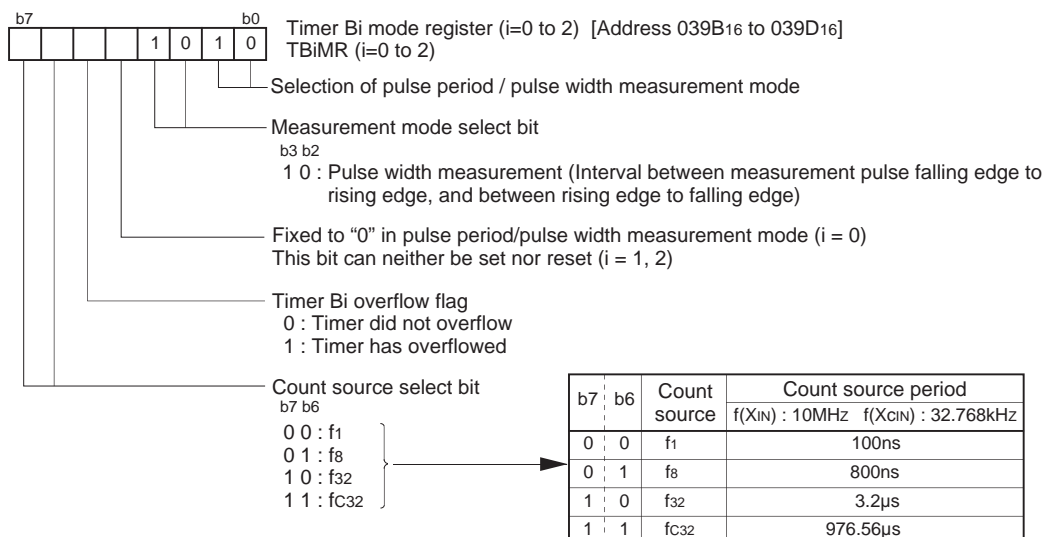 b7 b0
Timer Bi mode register (i=0 to 2) [Address 039B16 to 039D16]
TBiMR (i=0 to 2)
1 0 1 0
Selection of pulse period / pulse width measurement mode
Measurement mode select bit
b3 b2
1 0 : Pulse width measurement (Interval between measurement pulse falling edge to
rising edge, and between rising edge to falling edge)
Fixed to “0” in pulse period/pulse width measurement mode (i = 0)
This bit can neither be set nor reset (i = 1, 2)
Timer Bi overflow flag
0 : Timer did not overflow
1 : Timer has overflowed
Count source select bit
b7 b6
0 0 : f1
0 1 : f8
1 0 : f32
1 1 : fC32
b7 b6 Count source Count source period
f(XIN) : 10MHz f(XCIN) : 32.768kHz
0 0 f1 100ns
0 1 f8 800ns
1 0 f32 3.2µs
1 1 fC32 976.56µs